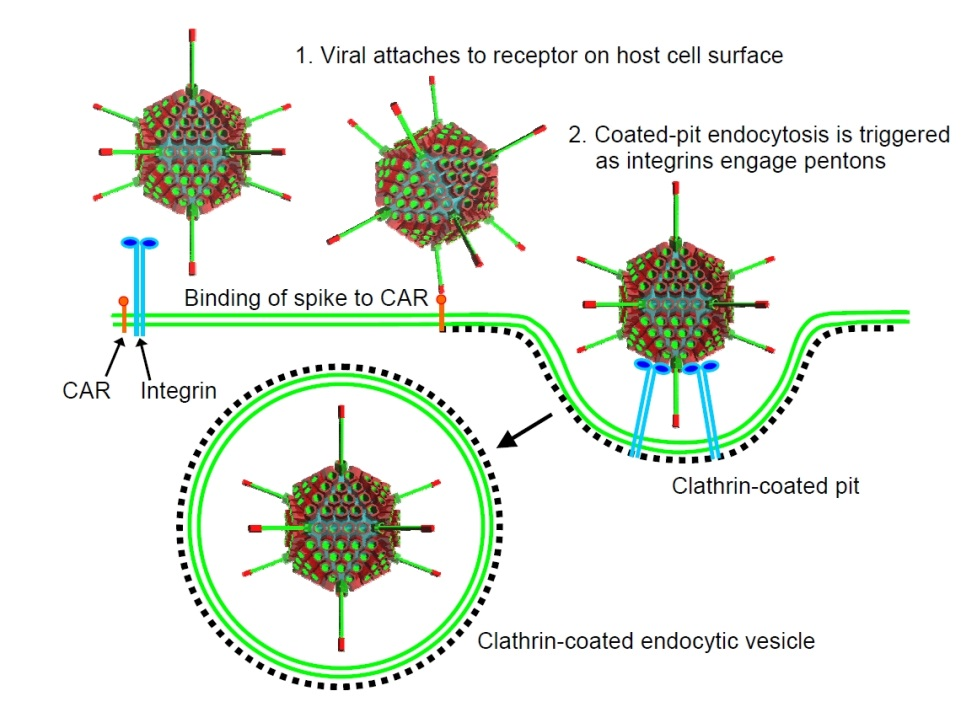 1. Viral attaches to receptor on host cell surface
2. Coated-pit endocytosis is triggered
as integrins engage pentons
Binding of spike to CAR
CAR
Integrin
Clathrin-coated pit
Clathrin-coated endocytic vesicle